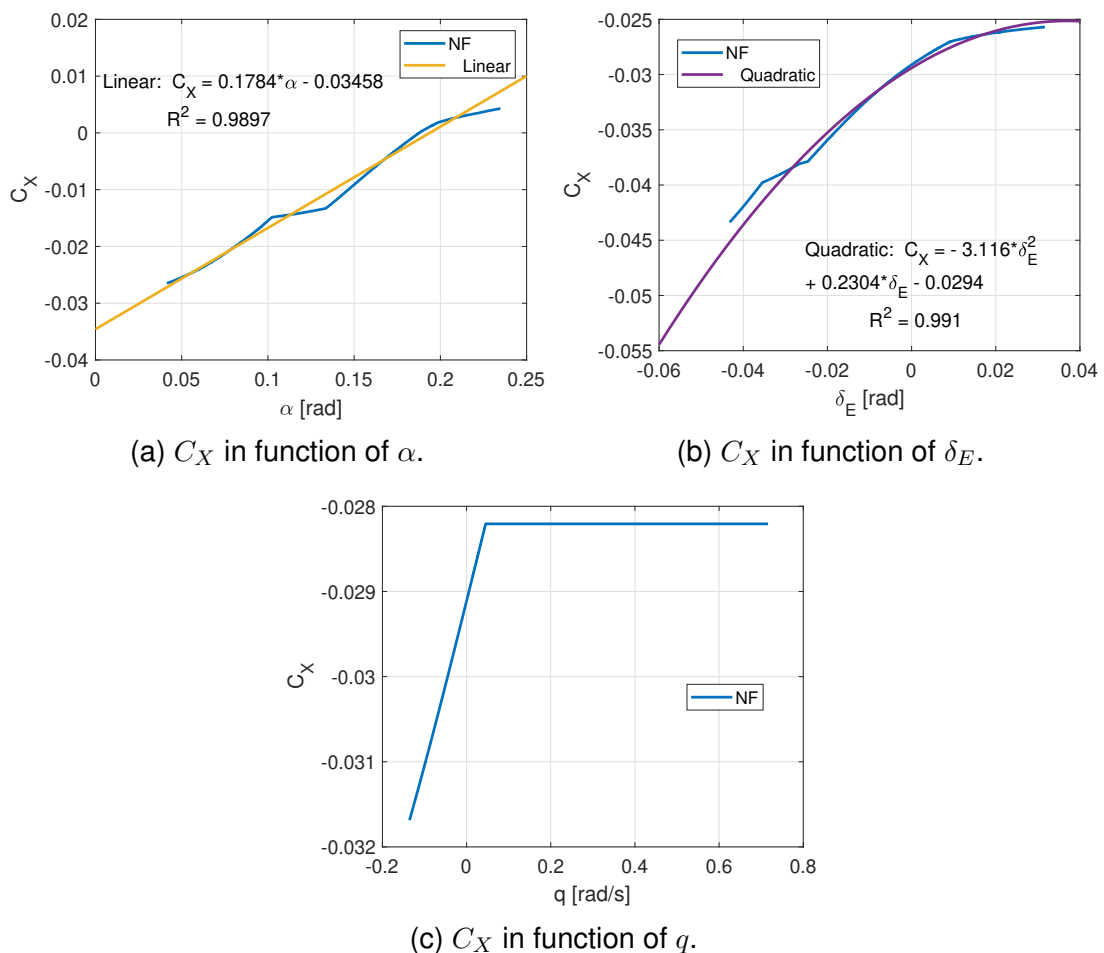 0.02
0.01
0
-0.01
-0.02
-0.03
-0.04
C_X
NF
Linear
Linear: C_X = 0.1784*α - 0.03458
R^2 = 0.9897
0 0.05 0.1 0.15 0.2 0.25
α [rad]
(a) C_X in function of α.
-0.025
-0.03
-0.035
-0.04
-0.045
-0.05
-0.055
C_X
NF
Quadratic
Quadratic: C_X = - 3.116*δ_E^2
+ 0.2304*δ_E - 0.0294
R^2 = 0.991
-0.06 -0.04 -0.02 0 0.02 0.04
δ_E [rad]
(b) C_X in function of δ_E.
-0.028
-0.029
-0.03
-0.031
-0.032
C_X
NF
-0.2 0 0.2 0.4 0.6 0.8
q [rad/s]
(c) C_X in function of q.